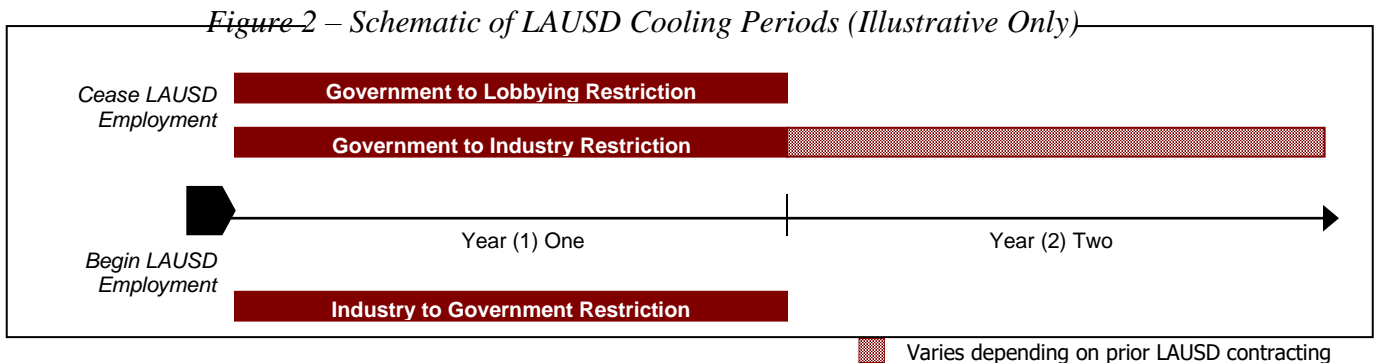 Figure 2 – Schematic of LAUSD Cooling Periods (Illustrative Only)
Cease LAUSD
Employment
Government to Lobbying Restriction
Government to Industry Restriction
Year (1) One
Year (2) Two
Begin LAUSD
Employment
Industry to Government Restriction
Varies depending on prior LAUSD contracting